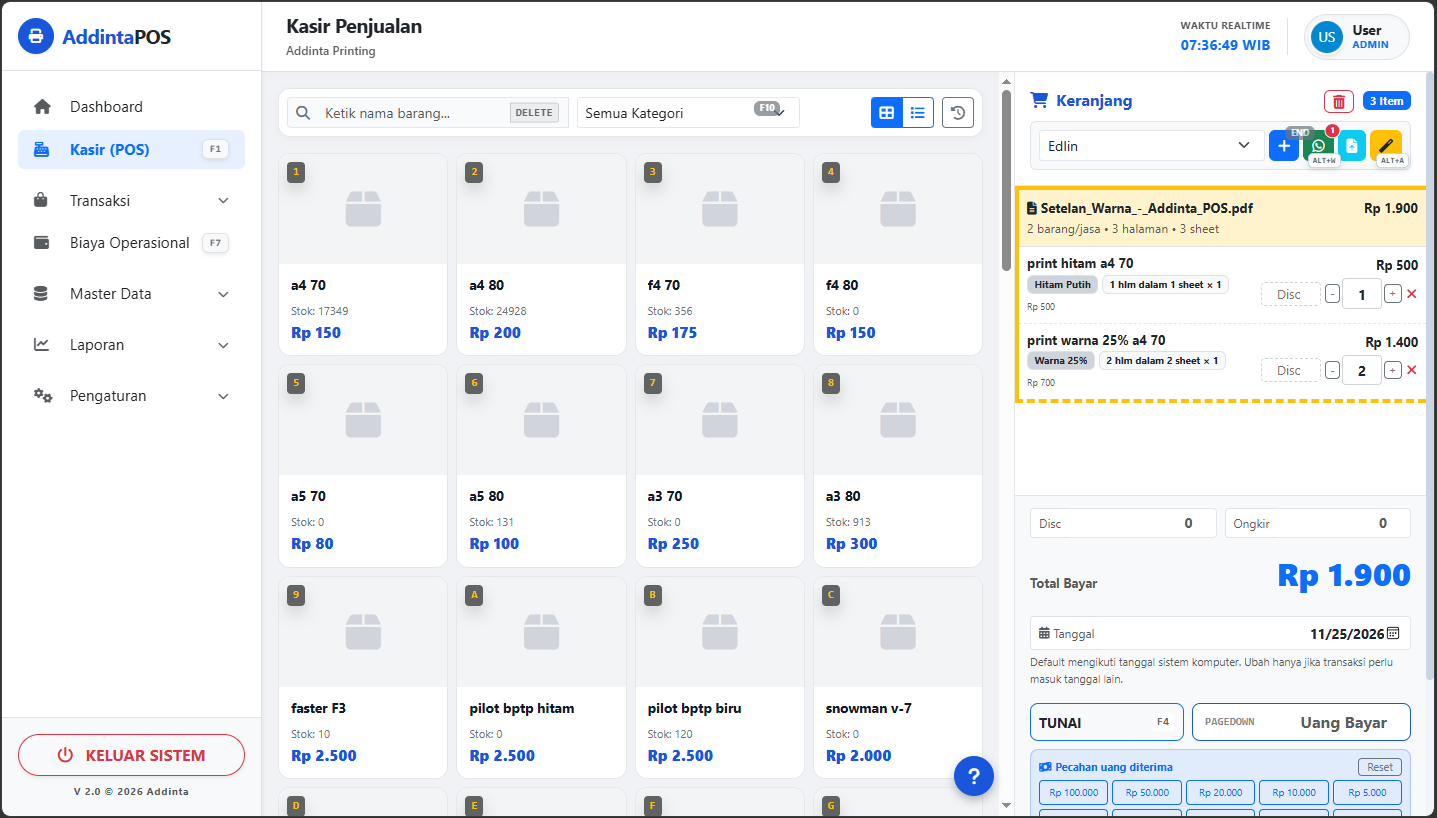 AddintaPOS
Kasir Penjualan
Addinta Printing
WAKTU REALTIME
07:36:49 WIB
US
User
ADMIN
Dashboard
Kasir (POS) F1
Transaksi
Biaya Operasional F7
Master Data
Laporan
Pengaturan
KELUAR SISTEM
V 2.0 © 2026 Addinta
Ketik nama barang... DELETE
Semua Kategori F10
1
a4 70
Stok: 17349
Rp 150
2
a4 80
Stok: 24928
Rp 200
3
f4 70
Stok: 356
Rp 175
4
f4 80
Stok: 0
Rp 150
5
a5 70
Stok: 0
Rp 80
6
a5 80
Stok: 131
Rp 100
7
a3 70
Stok: 0
Rp 250
8
a3 80
Stok: 913
Rp 300
9
faster F3
Stok: 10
Rp 2.500
A
pilot bptp hitam
Stok: 0
Rp 2.500
B
pilot bptp biru
Stok: 120
Rp 2.500
C
snowman v-7
Stok: 0
Rp 2.000
D
E
F
G
?
Keranjang
3 Item
Edlin
+
END
1
ALT+W
ALT+A
Setelan_Warna_-_Addinta_POS.pdf Rp 1.900
2 barang/jasa • 3 halaman • 3 sheet
print hitam a4 70 Rp 500
Hitam Putih 1 hlm dalam 1 sheet × 1
Disc - 1 + ×
Rp 500
print warna 25% a4 70 Rp 1.400
Warna 25% 2 hlm dalam 2 sheet × 1
Disc - 2 + ×
Rp 700
Disc 0
Ongkir 0
Total Bayar Rp 1.900
Tanggal 11/25/2026
Default mengikuti tanggal sistem komputer. Ubah hanya jika transaksi perlu
masuk tanggal lain.
TUNAI F4
PAGEDOWN Uang Bayar
Pecahan uang diterima Reset
Rp 100.000 Rp 50.000 Rp 20.000 Rp 10.000 Rp 5.000